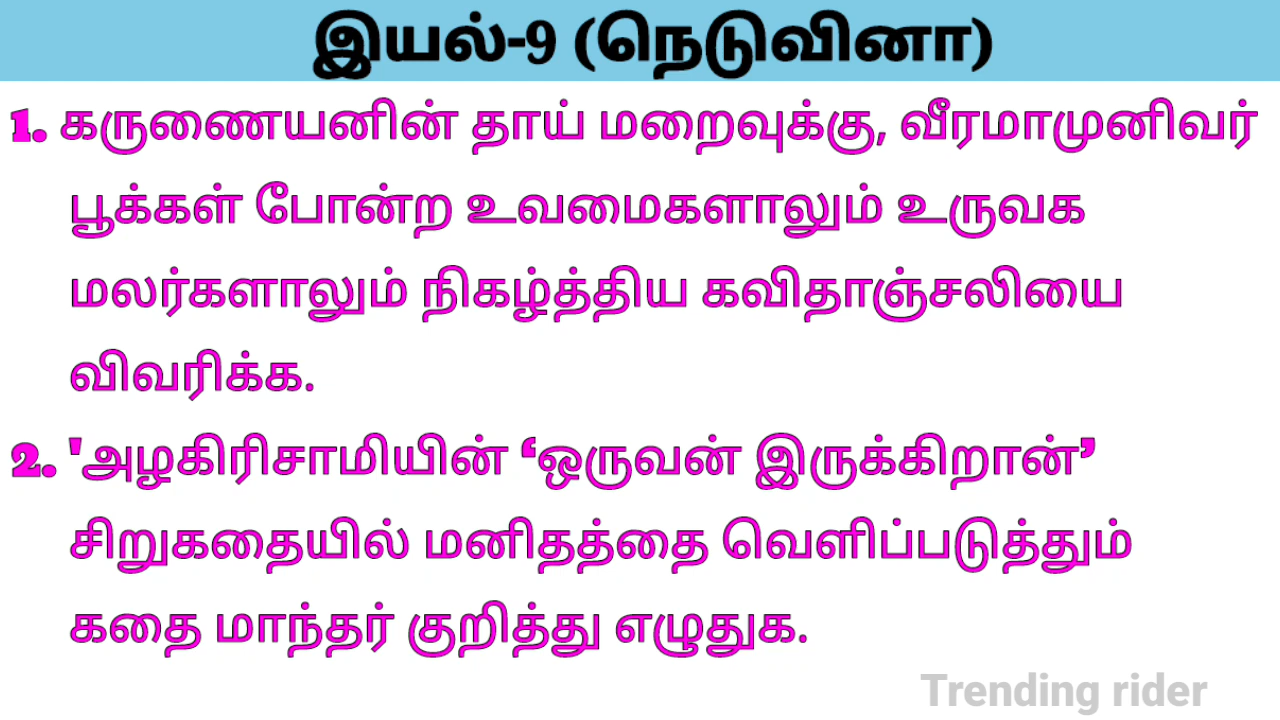 இயல்-9 (நெடுவினா)
1. கருணையனின் தாய் மறைவுக்கு, வீரமாமுனிவர்
பூக்கள் போன்ற உவமைகளாலும் உருவக
மலர்களாலும் நிகழ்த்திய கவிதாஞ்சலியை
விவரிக்க.
2. 'அழகிரிசாமியின் ‘ஒருவன் இருக்கிறான்’
சிறுகதையில் மனிதத்தை வெளிப்படுத்தும்
கதை மாந்தர் குறித்து எழுதுக.
Trending rider